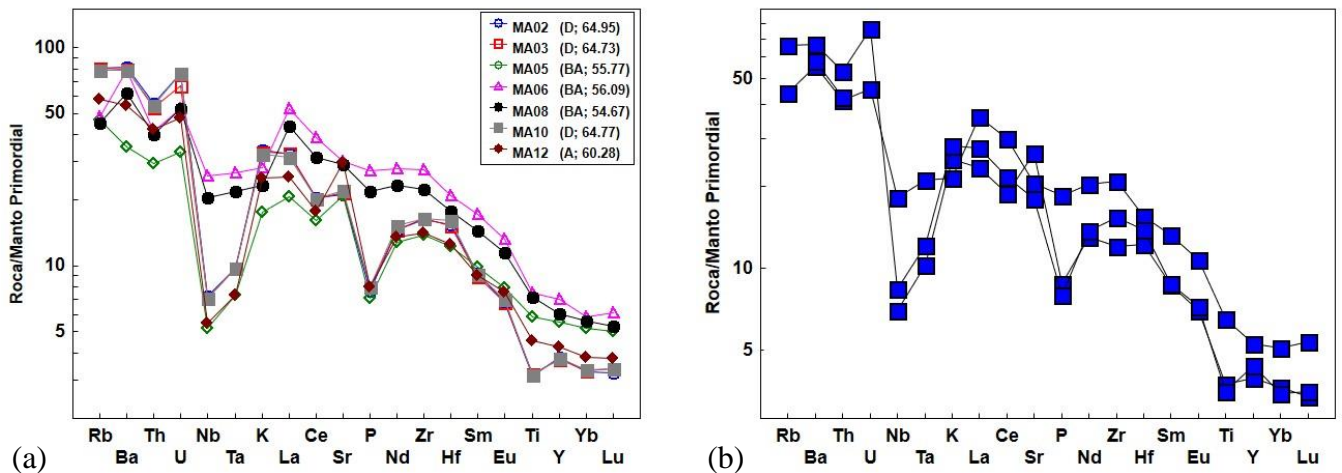 Roca/Manto Primordial
100
50
10
5
MA02 (D; 64.95)
MA03 (D; 64.73)
MA05 (BA; 55.77)
MA06 (BA; 56.09)
MA08 (BA; 54.67)
MA10 (D; 64.77)
MA12 (A; 60.28)
Rb Th Nb K Ce P Zr Sm Ti Yb
Ba U Ta La Sr Nd Hf Eu Y Lu
(a)
Roca/Manto Primordial
50
10
5
Rb Th Nb K Ce P Zr Sm Ti Yb
Ba U Ta La Sr Nd Hf Eu Y Lu
(b)